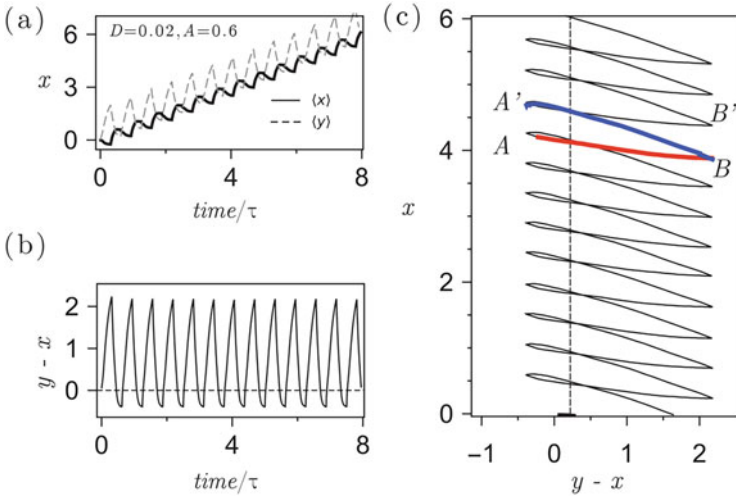 (a)
D=0.02, A=0.6
6
3
0
x
⟨x⟩
⟨y⟩
0 4 8
time/τ
(b)
2
1
0
y - x
0 4 8
time/τ
(c)
6
4
2
0
x
A' B'
A B
−1 0 1 2
y - x